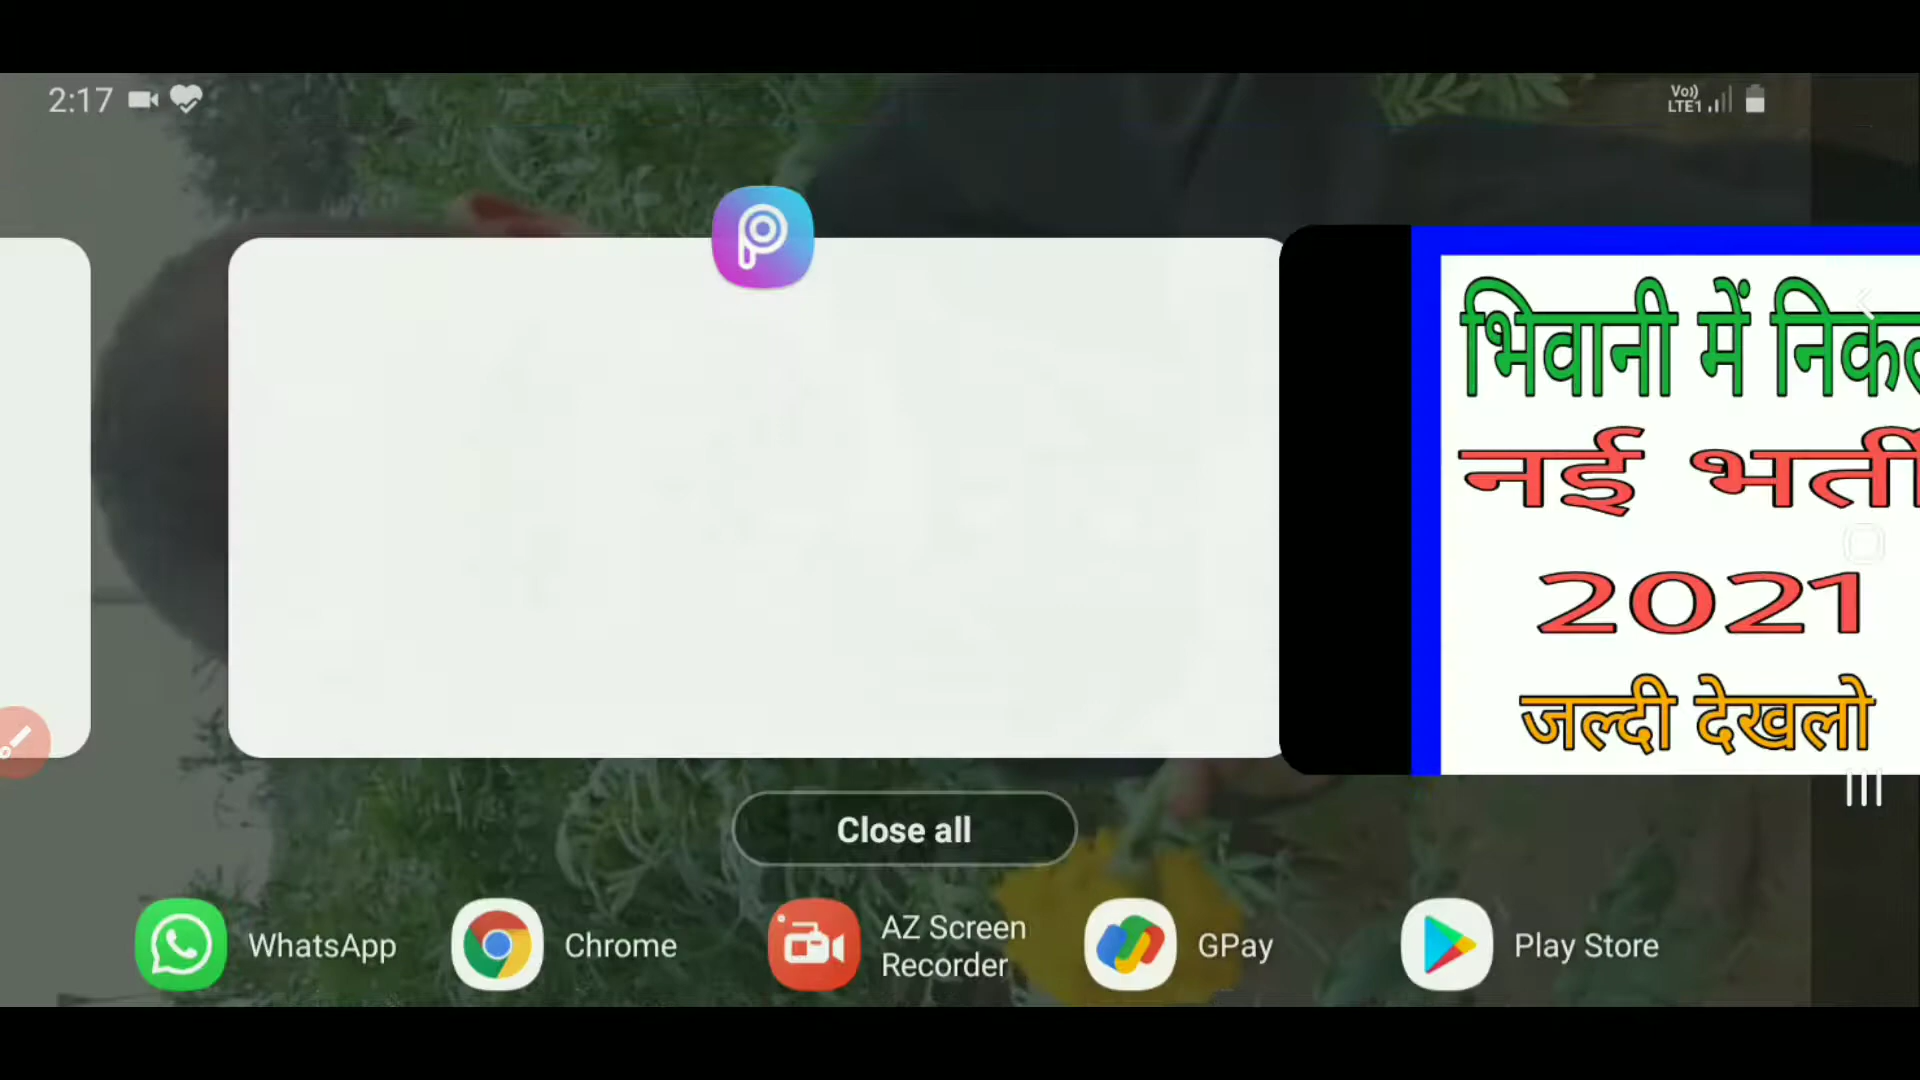 2:17
Vo))
LTE1
भिवानी में
नई भर्ती
2021
जल्दी देखलो
Close all
WhatsApp
Chrome
AZ Screen
Recorder
GPay
Play Store